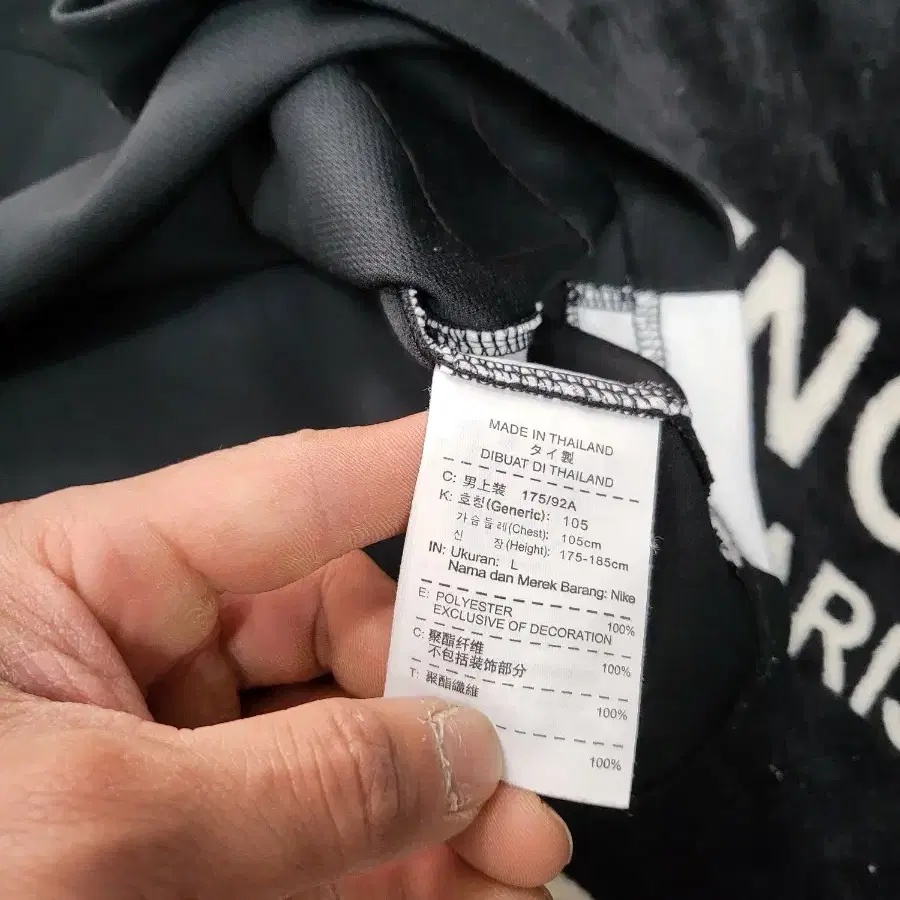 MADE IN THAILAND
タイ製
DIBUAT DI THAILAND
C: 男上装 175/92A
K: 호칭(Generic): 105
가슴둘레(Chest): 105cm
신 장(Height): 175-185cm
IN: Ukuran: L
Nama dan Merek Barang: Nike
E: POLYESTER 100%
EXCLUSIVE OF DECORATION
C: 聚酯纤维 100%
不包括装饰部分
T: 聚酯纖維 100%
100%